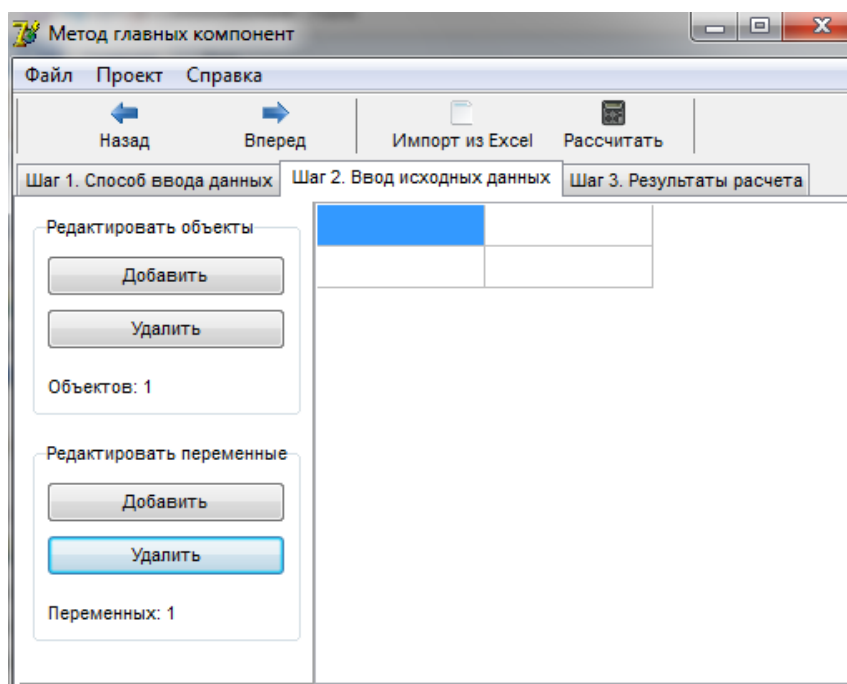 Метод главных компонент
Файл Проект Справка
Назад Вперед Импорт из Excel Рассчитать
Шаг 1. Способ ввода данных Шаг 2. Ввод исходных данных Шаг 3. Результаты расчета
Редактировать объекты
Добавить
Удалить
Объектов: 1
Редактировать переменные
Добавить
Удалить
Переменных: 1